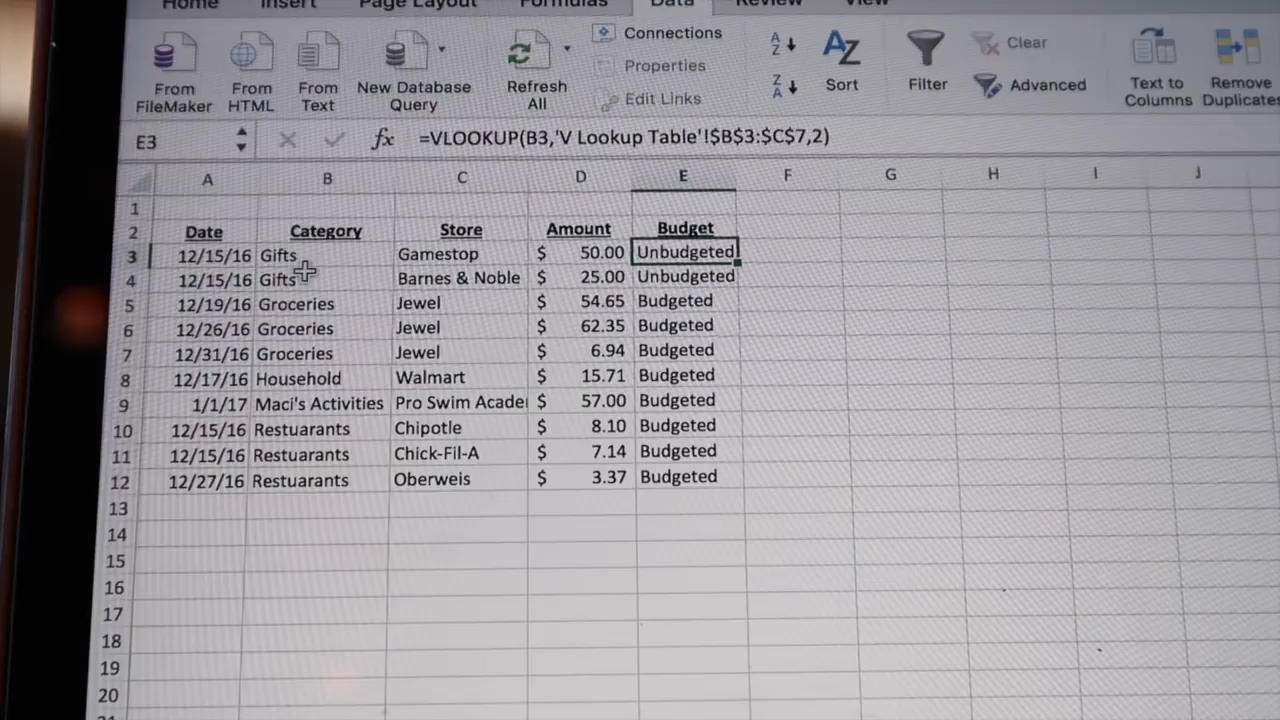 Home Insert Page Layout Formulas Data Review View
Connections
Properties
Edit Links
From FileMaker
From HTML
From Text
New Database Query
Refresh All
A Z
Z A
AZ Sort
Filter
Clear
Advanced
Text to Columns
Remove Duplicates
E3 fx =VLOOKUP(B3,'V Lookup Table'!$B$3:$C$7,2)
A B C D E F G H I J
1
2 Date Category Store Amount Budget
3 12/15/16 Gifts Gamestop $ 50.00 Unbudgeted
4 12/15/16 Gifts Barnes & Noble $ 25.00 Unbudgeted
5 12/19/16 Groceries Jewel $ 54.65 Budgeted
6 12/26/16 Groceries Jewel $ 62.35 Budgeted
7 12/31/16 Groceries Jewel $ 6.94 Budgeted
8 12/17/16 Household Walmart $ 15.71 Budgeted
9 1/1/17 Maci's Activities Pro Swim Acade $ 57.00 Budgeted
10 12/15/16 Restuarants Chipotle $ 8.10 Budgeted
11 12/15/16 Restuarants Chick-Fil-A $ 7.14 Budgeted
12 12/27/16 Restuarants Oberweis $ 3.37 Budgeted
13
14
15
16
17
18
19
20